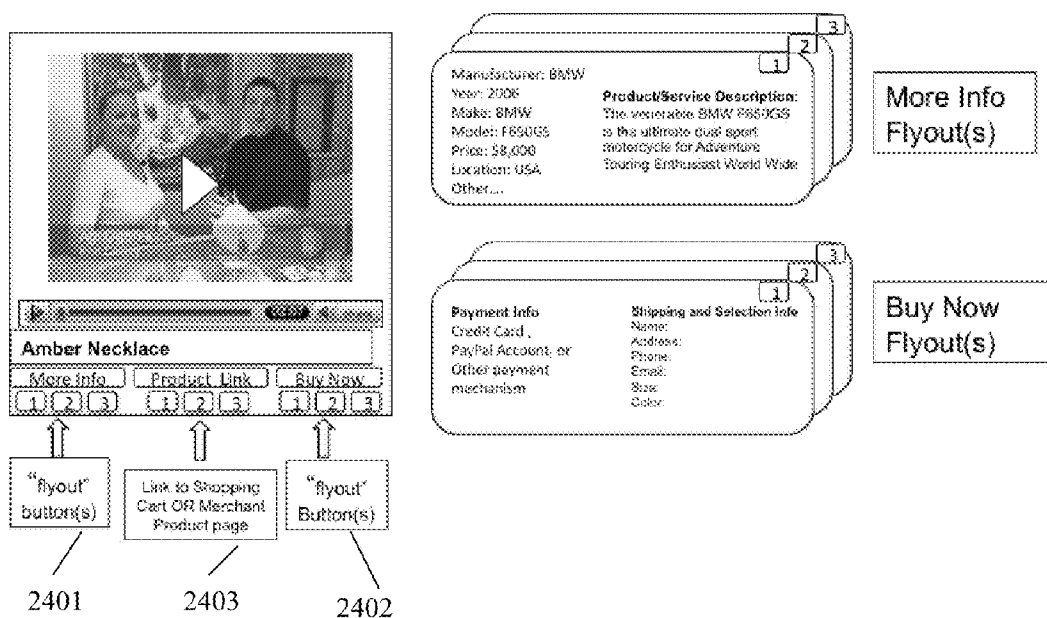 Amber Necklace
More Info
Product Link
Buy Now
1 2 3
1 2 3
1 2 3
"flyout"
button(s)
Link to Shopping
Cart OR Merchant
Product page
"flyout"
Button(s)
2401
2403
2402
1
2
3
Manufacturer: BMW
Year: 2006
Make: BMW
Model: F650GS
Price: $8,000
Location: USA
Other....
Product/Service Description:
The venerable BMW F650GS
is the ultimate dual sport
motorcycle for Adventure
Touring Enthusiast World Wide
More Info
Flyout(s)
1
2
3
Payment Info
Credit Card ,
PayPal Account, or
Other payment
mechanism
Shipping and Selection Info
Name:
Address:
Phone:
Email:
Size:
Color:
Buy Now
Flyout(s)